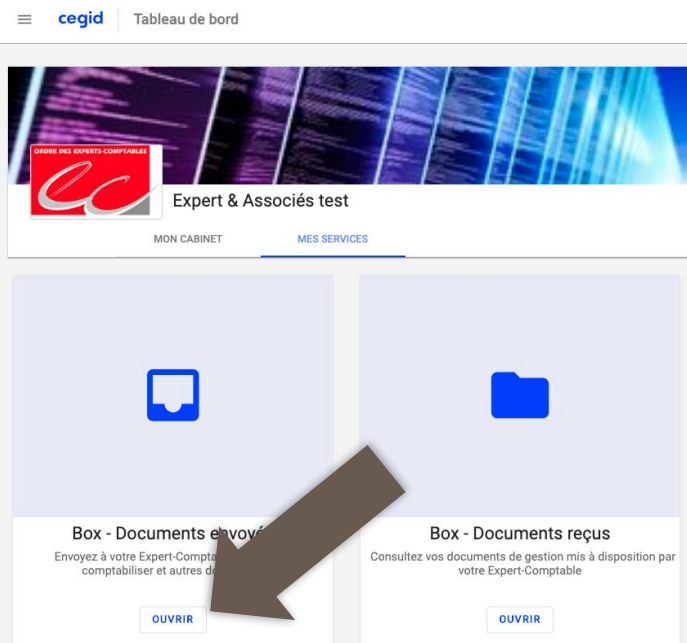 cegid Tableau de bord
ORDRE DES EXPERTS-COMPTABLES
Expert & Associés test
MON CABINET MES SERVICES
Box - Documents
Envoyez à votre
comptabiliser et autres
OUVRIR
Box - Documents reçus
Consultez vos documents de gestion mis à disposition par
votre Expert-Comptable
OUVRIR